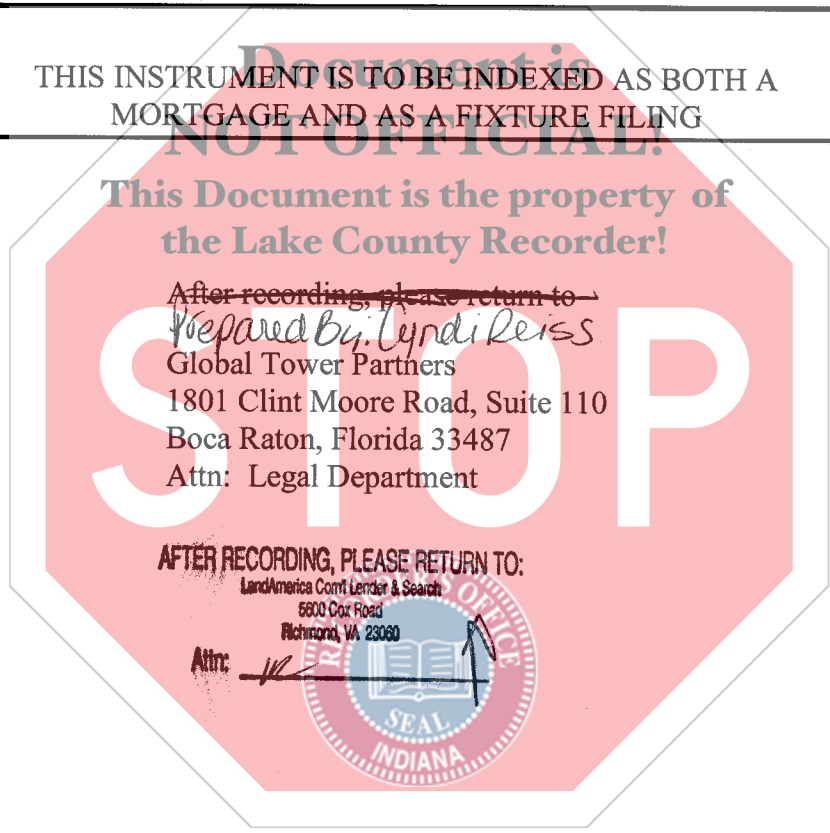 Document is
THIS INSTRUMENT IS TO BE INDEXED AS BOTH A
MORTGAGE AND AS A FIXTURE FILING
NOT OFFICIAL!
This Document is the property of
the Lake County Recorder!
After recording, please return to
Prepared By: Cyndi Reiss
Global Tower Partners
1801 Clint Moore Road, Suite 110
Boca Raton, Florida 33487
Attn: Legal Department
STOP
AFTER RECORDING, PLEASE RETURN TO:
LandAmerica Com'l Lender & Search
5600 Cox Road
Richmond, VA 23060
Attn:
RECORDER'S OFFICE
SEAL
INDIANA